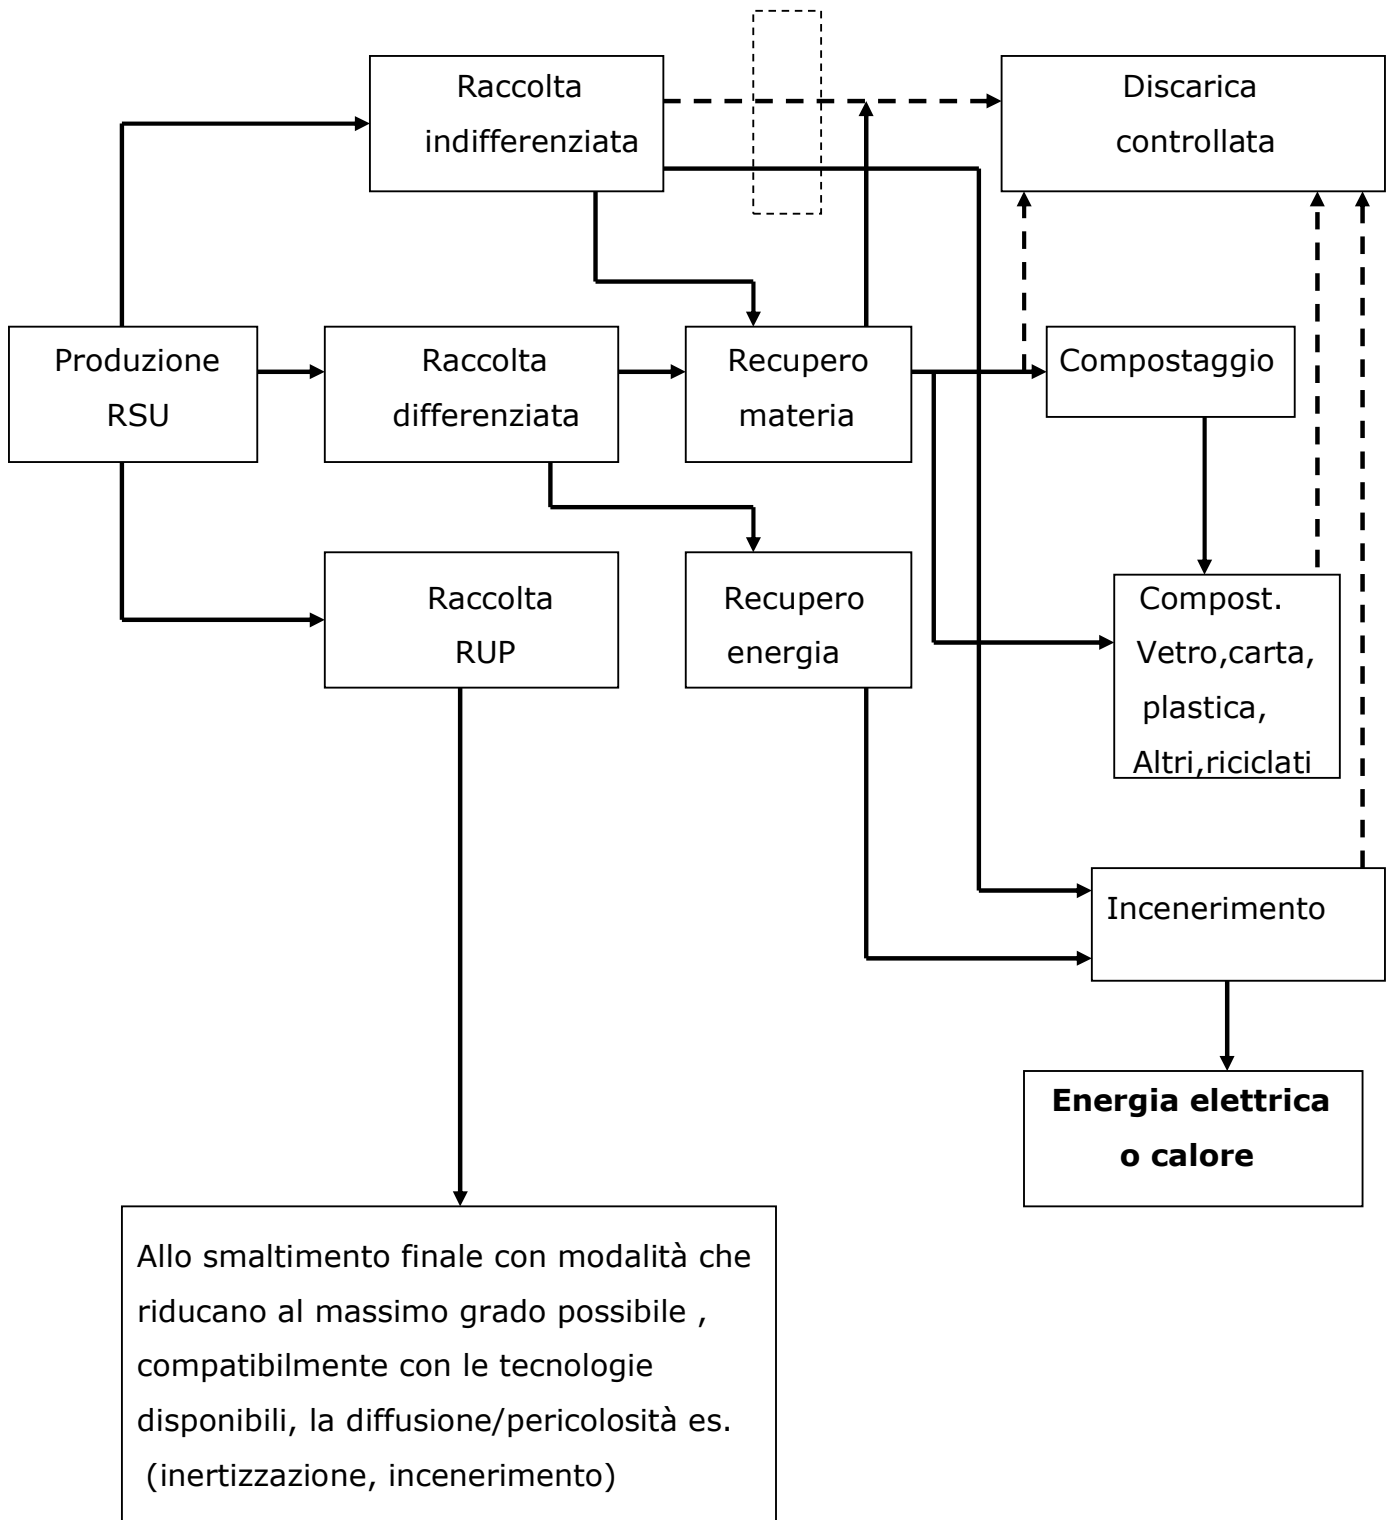 Raccolta
indifferenziata
Discarica
controllata
Produzione
RSU
Raccolta
differenziata
Recupero
materia
Compostaggio
Raccolta
RUP
Recupero
energia
Compost.
Vetro,carta,
plastica,
Altri,riciclati
Incenerimento
Energia elettrica
o calore
Allo smaltimento finale con modalità che
riducano al massimo grado possibile ,
compatibilmente con le tecnologie
disponibili, la diffusione/pericolosità es.
(inertizzazione, incenerimento)